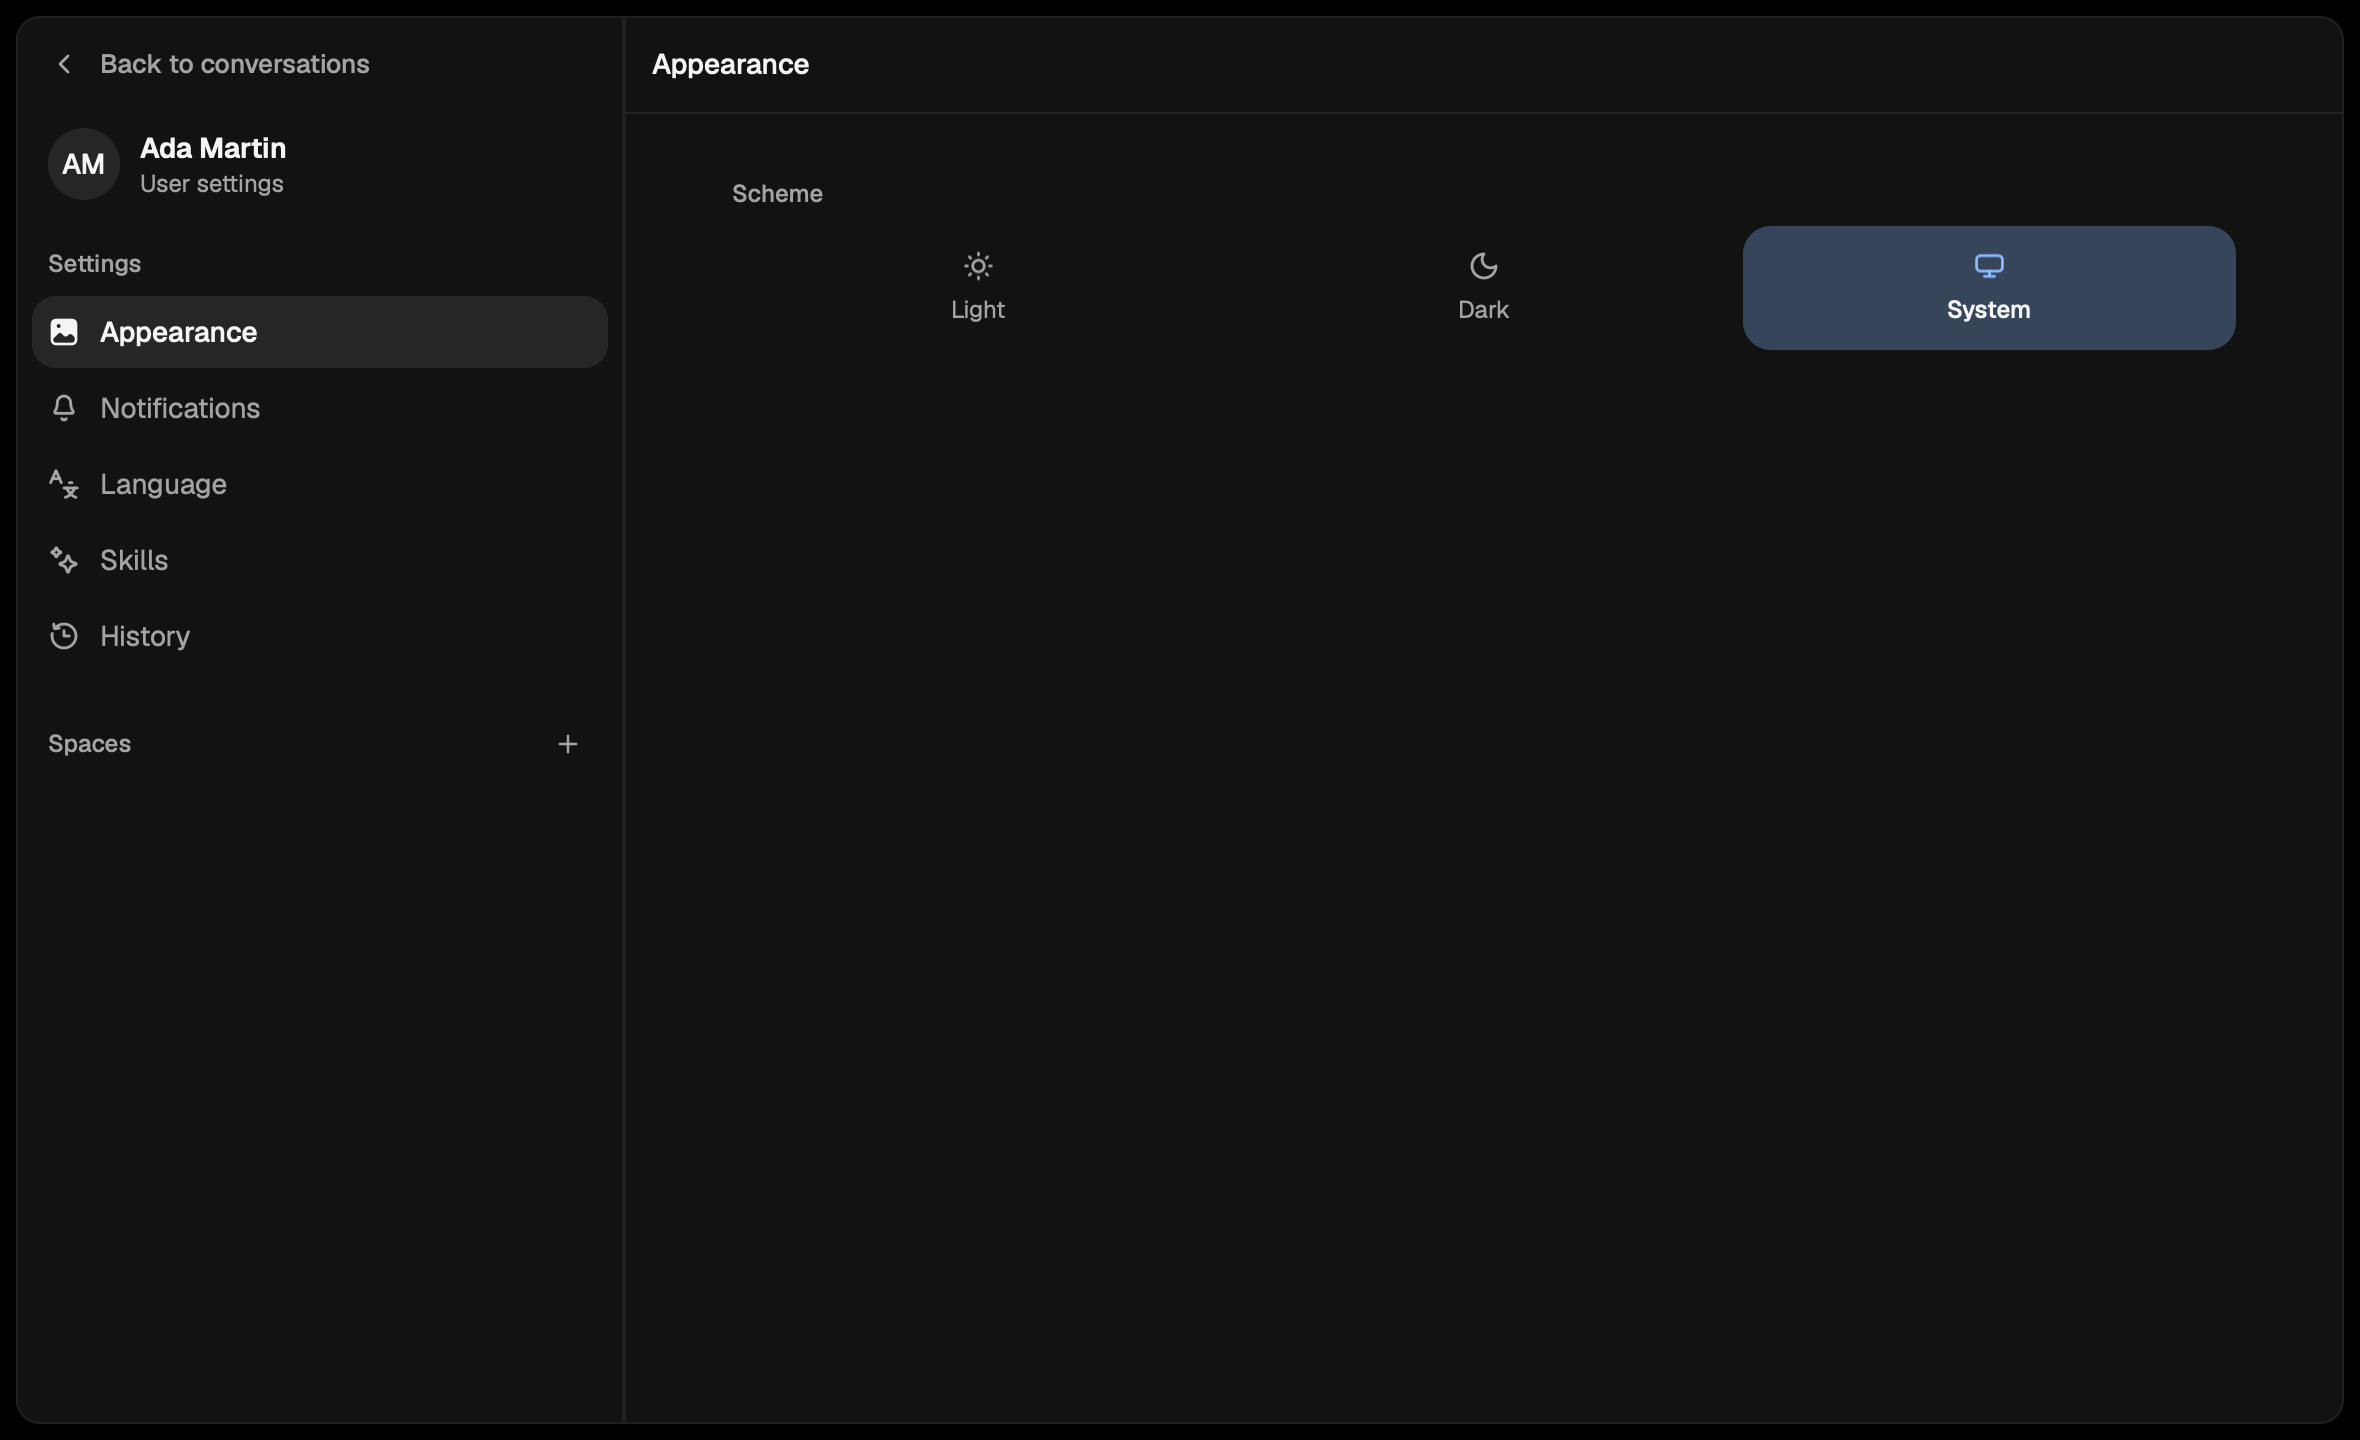 Back to conversations
AM
Ada Martin
User settings
Settings
Appearance
Notifications
Language
Skills
History
Spaces
Appearance
Scheme
Light
Dark
System